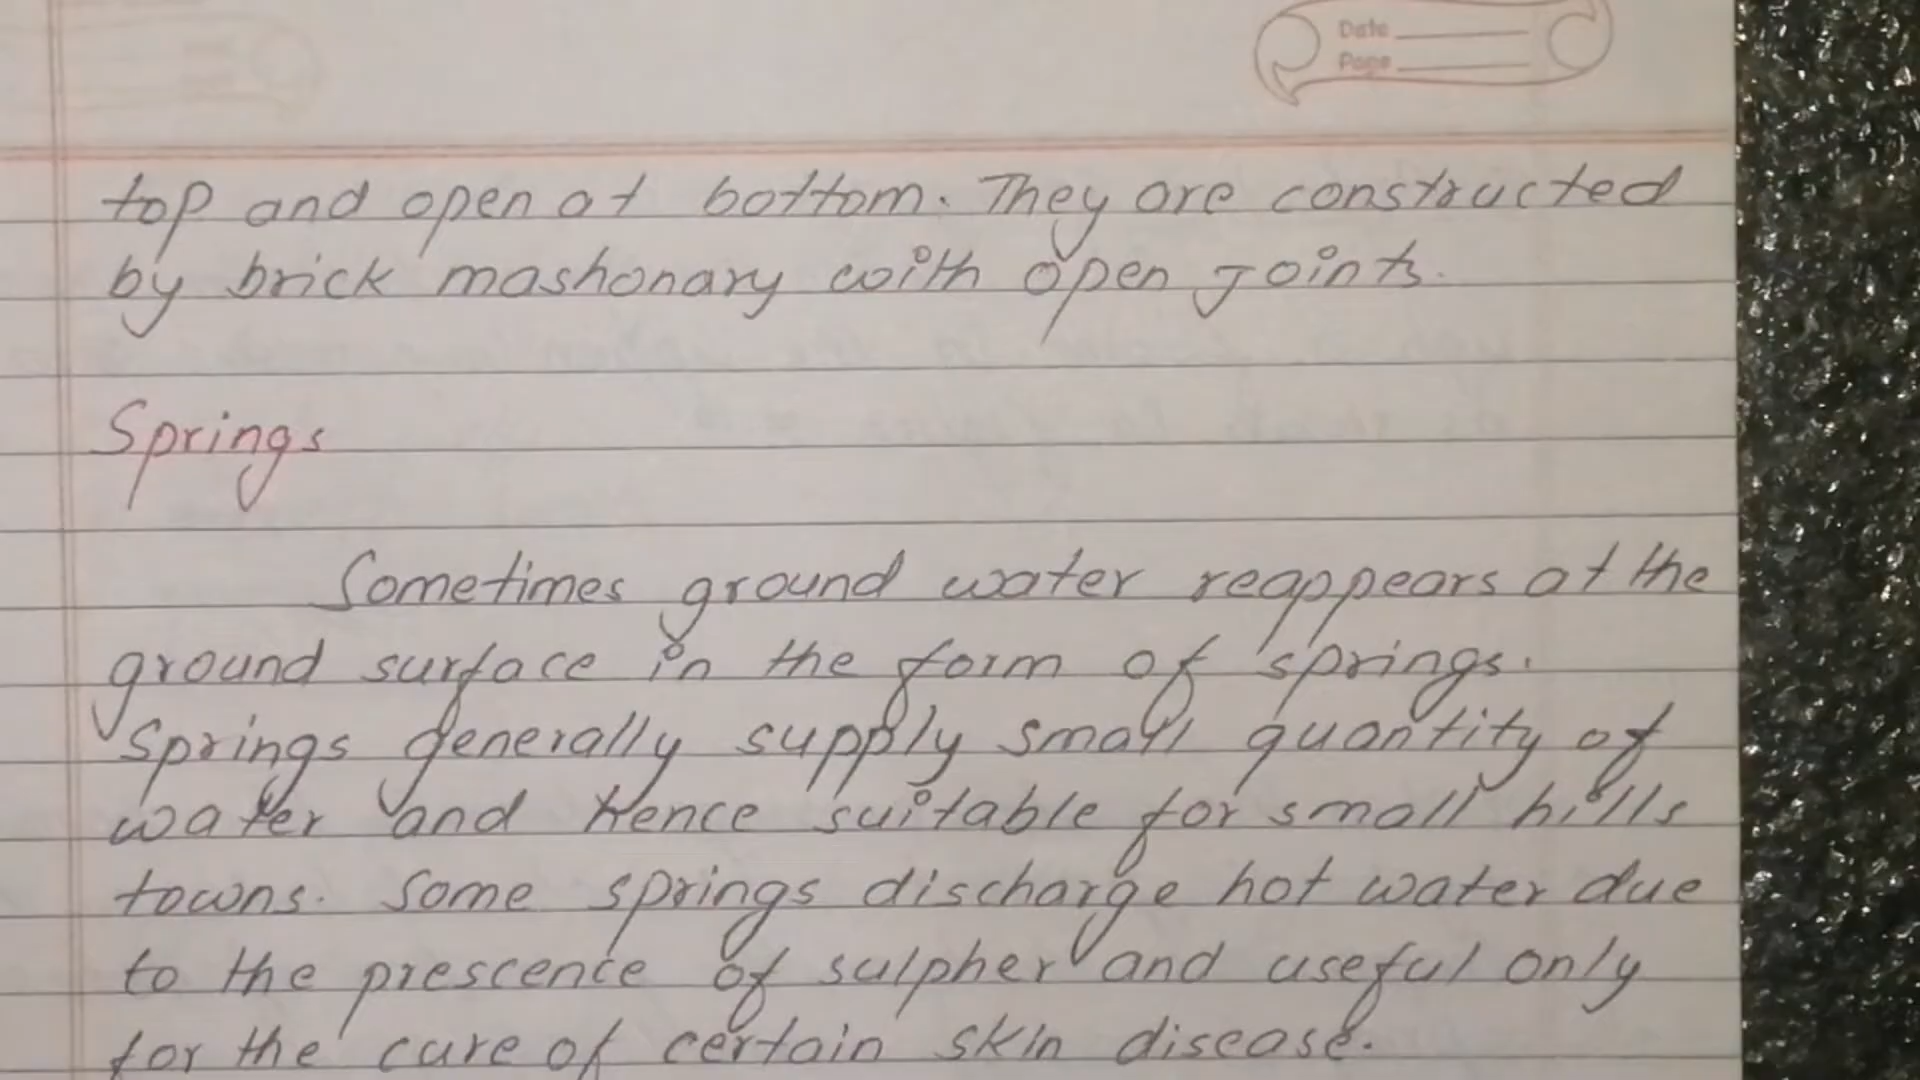 Date
Page
top and open at bottom. They are constructed
by brick mashonary with open Joints.
Springs
Sometimes ground water reappears at the
ground surface in the form of springs.
Springs generally supply small quantity of
water and Hence suitable for small hills
towns. Some springs discharge hot water due
to the prescence of sulpher and useful only
for the cure of certain skin disease.